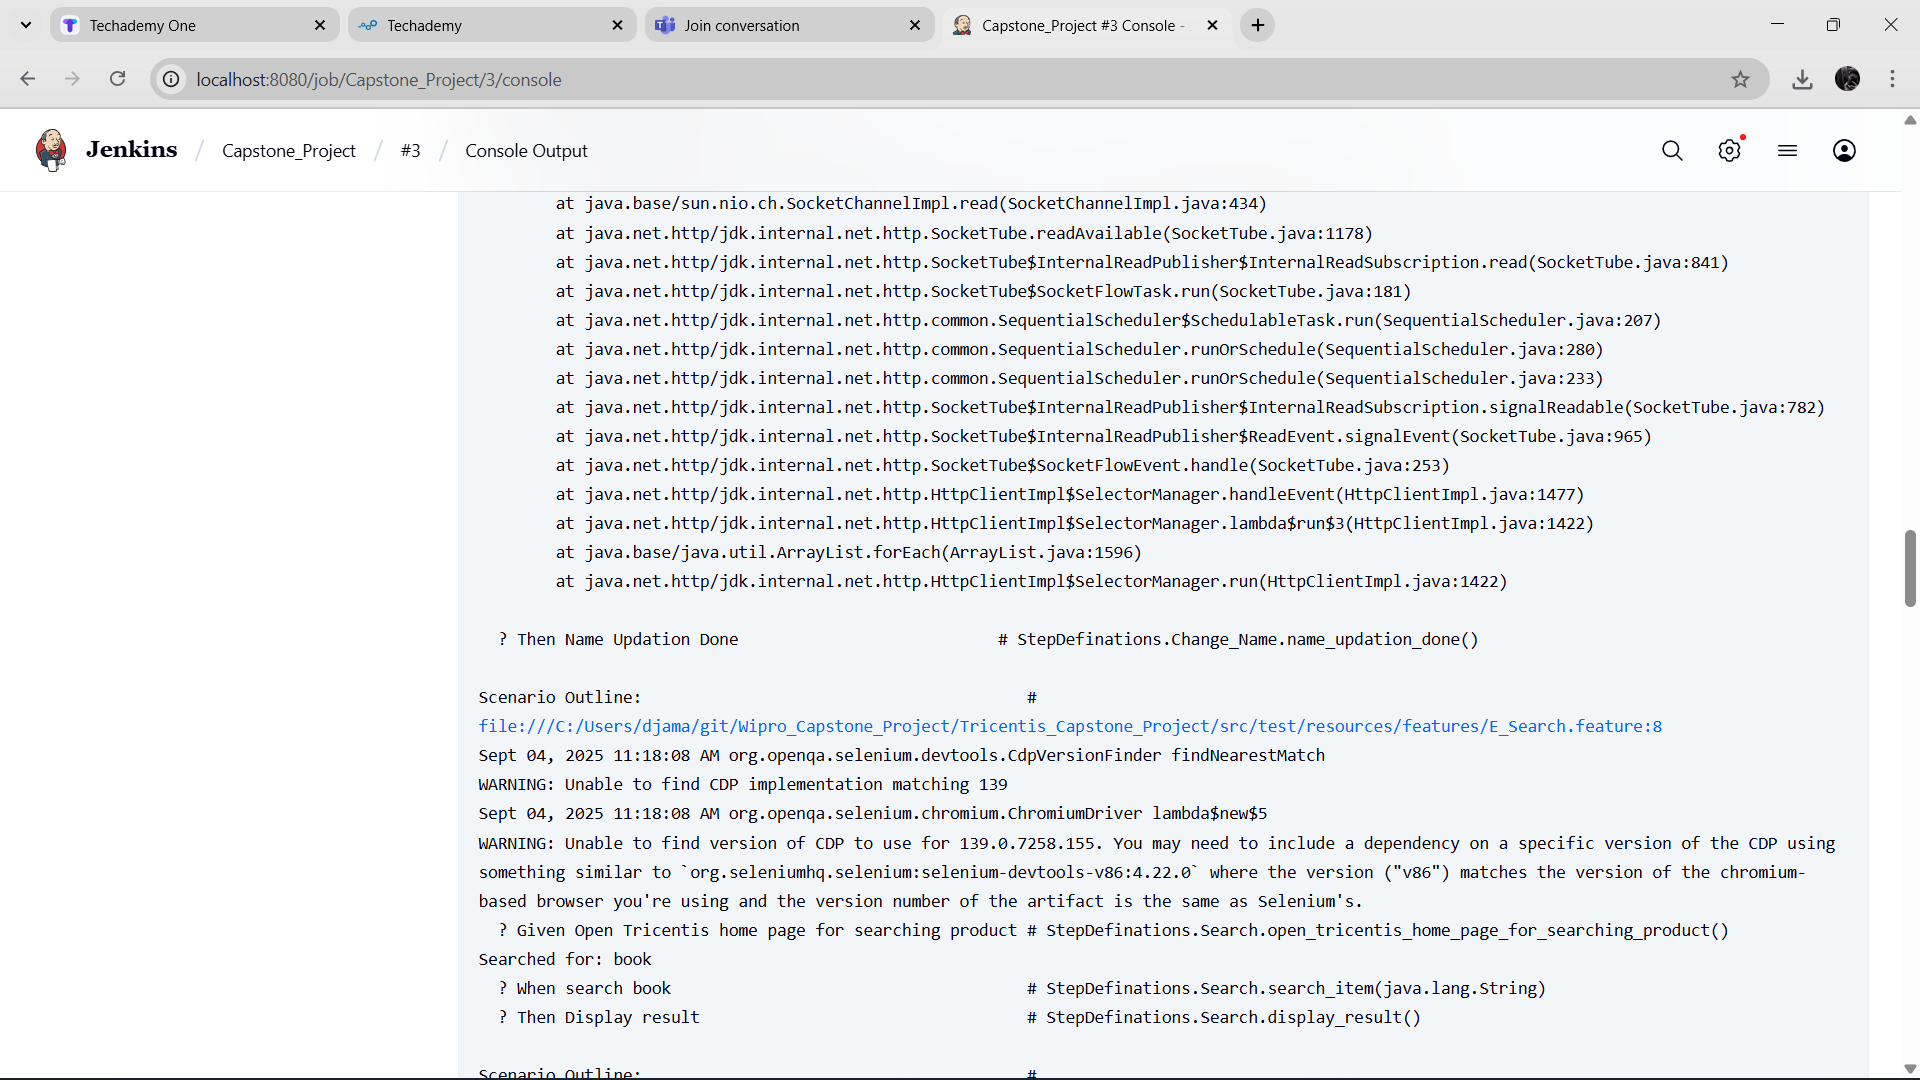 Techademy One
Techademy
Join conversation
Capstone_Project #3 Console -
localhost:8080/job/Capstone_Project/3/console
Jenkins / Capstone_Project / #3 / Console Output
at java.base/sun.nio.ch.SocketChannelImpl.read(SocketChannelImpl.java:434)
at java.net.http/jdk.internal.net.http.SocketTube.readAvailable(SocketTube.java:1178)
at java.net.http/jdk.internal.net.http.SocketTube$InternalReadPublisher$InternalReadSubscription.read(SocketTube.java:841)
at java.net.http/jdk.internal.net.http.SocketTube$SocketFlowTask.run(SocketTube.java:181)
at java.net.http/jdk.internal.net.http.common.SequentialScheduler$SchedulableTask.run(SequentialScheduler.java:207)
at java.net.http/jdk.internal.net.http.common.SequentialScheduler.runOrSchedule(SequentialScheduler.java:280)
at java.net.http/jdk.internal.net.http.common.SequentialScheduler.runOrSchedule(SequentialScheduler.java:233)
at java.net.http/jdk.internal.net.http.SocketTube$InternalReadPublisher$InternalReadSubscription.signalReadable(SocketTube.java:782)
at java.net.http/jdk.internal.net.http.SocketTube$InternalReadPublisher$ReadEvent.signalEvent(SocketTube.java:965)
at java.net.http/jdk.internal.net.http.SocketTube$SocketFlowEvent.handle(SocketTube.java:253)
at java.net.http/jdk.internal.net.http.HttpClientImpl$SelectorManager.handleEvent(HttpClientImpl.java:1477)
at java.net.http/jdk.internal.net.http.HttpClientImpl$SelectorManager.lambda$run$3(HttpClientImpl.java:1422)
at java.base/java.util.ArrayList.forEach(ArrayList.java:1596)
at java.net.http/jdk.internal.net.http.HttpClientImpl$SelectorManager.run(HttpClientImpl.java:1422)
? Then Name Updation Done # StepDefinations.Change_Name.name_updation_done()
Scenario Outline: #
file:///C:/Users/djama/git/Wipro_Capstone_Project/Tricentis_Capstone_Project/src/test/resources/features/E_Search.feature:8
Sept 04, 2025 11:18:08 AM org.openqa.selenium.devtools.CdpVersionFinder findNearestMatch
WARNING: Unable to find CDP implementation matching 139
Sept 04, 2025 11:18:08 AM org.openqa.selenium.chromium.ChromiumDriver lambda$new$5
WARNING: Unable to find version of CDP to use for 139.0.7258.155. You may need to include a dependency on a specific version of the CDP using
something similar to `org.seleniumhq.selenium:selenium-devtools-v86:4.22.0` where the version ("v86") matches the version of the chromium-
based browser you're using and the version number of the artifact is the same as Selenium's.
? Given Open Tricentis home page for searching product # StepDefinations.Search.open_tricentis_home_page_for_searching_product()
Searched for: book
? When search book # StepDefinations.Search.search_item(java.lang.String)
? Then Display result # StepDefinations.Search.display_result()
Scenario Outline: #